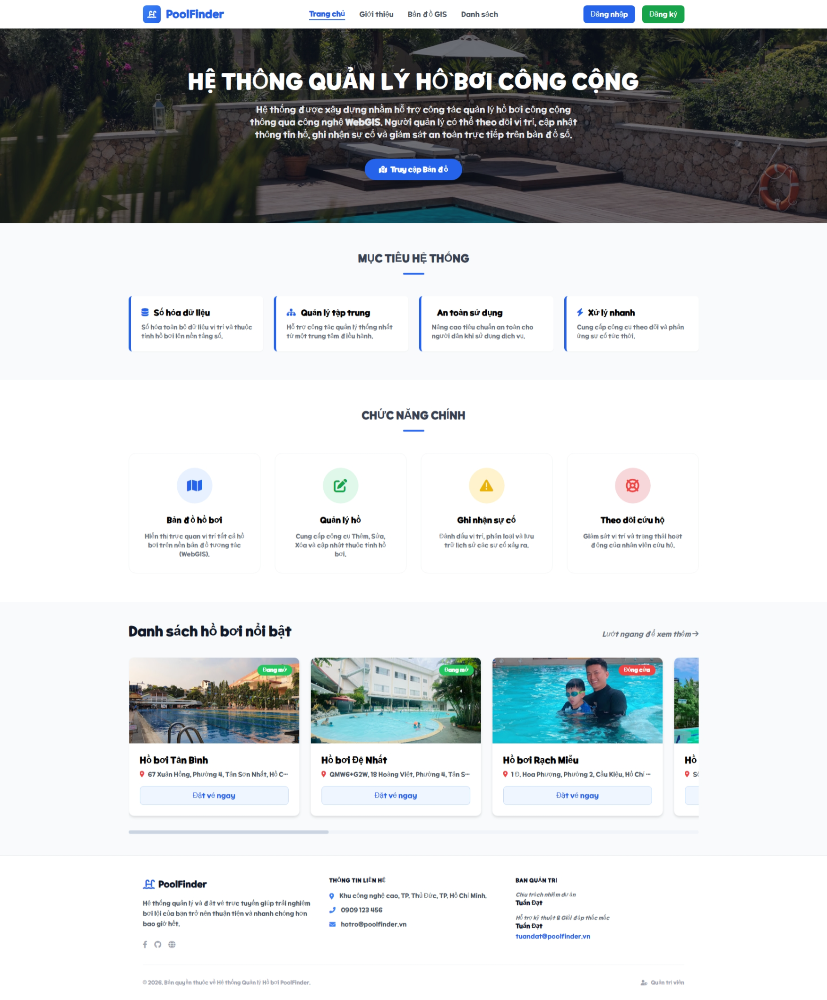 PoolFinder
Trang chủ
Giới thiệu
Bản đồ GIS
Danh sách
Đăng nhập
Đăng ký
HỆ THỐNG QUẢN LÝ HỒ BƠI CÔNG CỘNG
Hệ thống được xây dựng nhằm hỗ trợ công tác quản lý hồ bơi công cộng
thông qua công nghệ WebGIS. Người quản lý có thể theo dõi vị trí, cập nhật
thông tin hồ, ghi nhận sự cố và giám sát an toàn trực tiếp trên bản đồ số.
Truy cập Bản đồ
MỤC TIÊU HỆ THỐNG
Số hóa dữ liệu
Số hóa toàn bộ dữ liệu vị trí và thuộc
tính hồ bơi lên nền tảng số.
Quản lý tập trung
Hỗ trợ công tác quản lý thống nhất
từ một trung tâm điều hành.
An toàn sử dụng
Nâng cao tiêu chuẩn an toàn cho
người dân khi sử dụng dịch vụ.
Xử lý nhanh
Cung cấp công cụ theo dõi và phản
ứng sự cố tức thời.
CHỨC NĂNG CHÍNH
Bản đồ hồ bơi
Hiển thị trực quan vị trí tất cả hồ
bơi trên nền bản đồ tương tác
(WebGIS).
Quản lý hồ
Cung cấp công cụ Thêm, Sửa,
Xóa và cập nhật thuộc tính hồ
bơi.
Ghi nhận sự cố
Đánh dấu vị trí, phân loại và lưu
trữ lịch sử các sự cố xảy ra.
Theo dõi cứu hộ
Giám sát vị trí và trạng thái hoạt
động của nhân viên cứu hộ.
Danh sách hồ bơi nổi bật
Lướt ngang để xem thêm
Đang mở
Hồ bơi Tân Bình
67 Xuân Hồng, Phường 4, Tân Sơn Nhất, Hồ C...
Đặt vé ngay
Đang mở
Hồ bơi Đệ Nhất
QMW6+G2W, 18 Hoàng Việt, Phường 4, Tân S...
Đặt vé ngay
Đóng cửa
Hồ bơi Rạch Miễu
1 Đ. Hoa Phượng, Phường 2, Cầu Kiệu, Hồ Chí ...
Đặt vé ngay
Hồ
Số
PoolFinder
Hệ thống quản lý và đặt vé trực tuyến giúp trải nghiệm
bơi lội của bạn trở nên thuận tiện và nhanh chóng hơn
bao giờ hết.
THÔNG TIN LIÊN HỆ
Khu công nghệ cao, TP. Thủ Đức, TP. Hồ Chí Minh.
0909 123 456
hotro@poolfinder.vn
BAN QUẢN TRỊ
Chịu trách nhiệm dự án
Tuấn Đạt
Hỗ trợ kỹ thuật & Giải đáp thắc mắc
Tuấn Đạt
tuandat@poolfinder.vn
© 2026. Bản quyền thuộc về Hệ thống Quản lý Hồ bơi PoolFinder.
Quản trị viên